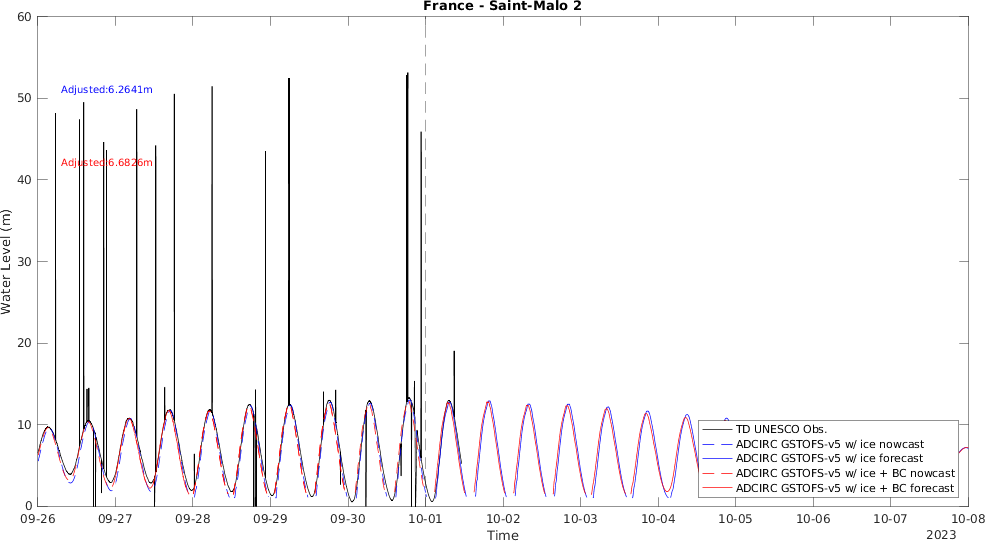 France - Saint-Malo 2
60
50
40
30
20
10
0
Water Level (m)
Adjusted:6.2641m
Adjusted:6.6826m
TD UNESCO Obs.
ADCIRC GSTOFS-v5 w/ ice nowcast
ADCIRC GSTOFS-v5 w/ ice forecast
ADCIRC GSTOFS-v5 w/ ice + BC nowcast
ADCIRC GSTOFS-v5 w/ ice + BC forecast
09-26 09-27 09-28 09-29 09-30 10-01 10-02 10-03 10-04 10-05 10-06 10-07 10-08
Time
2023